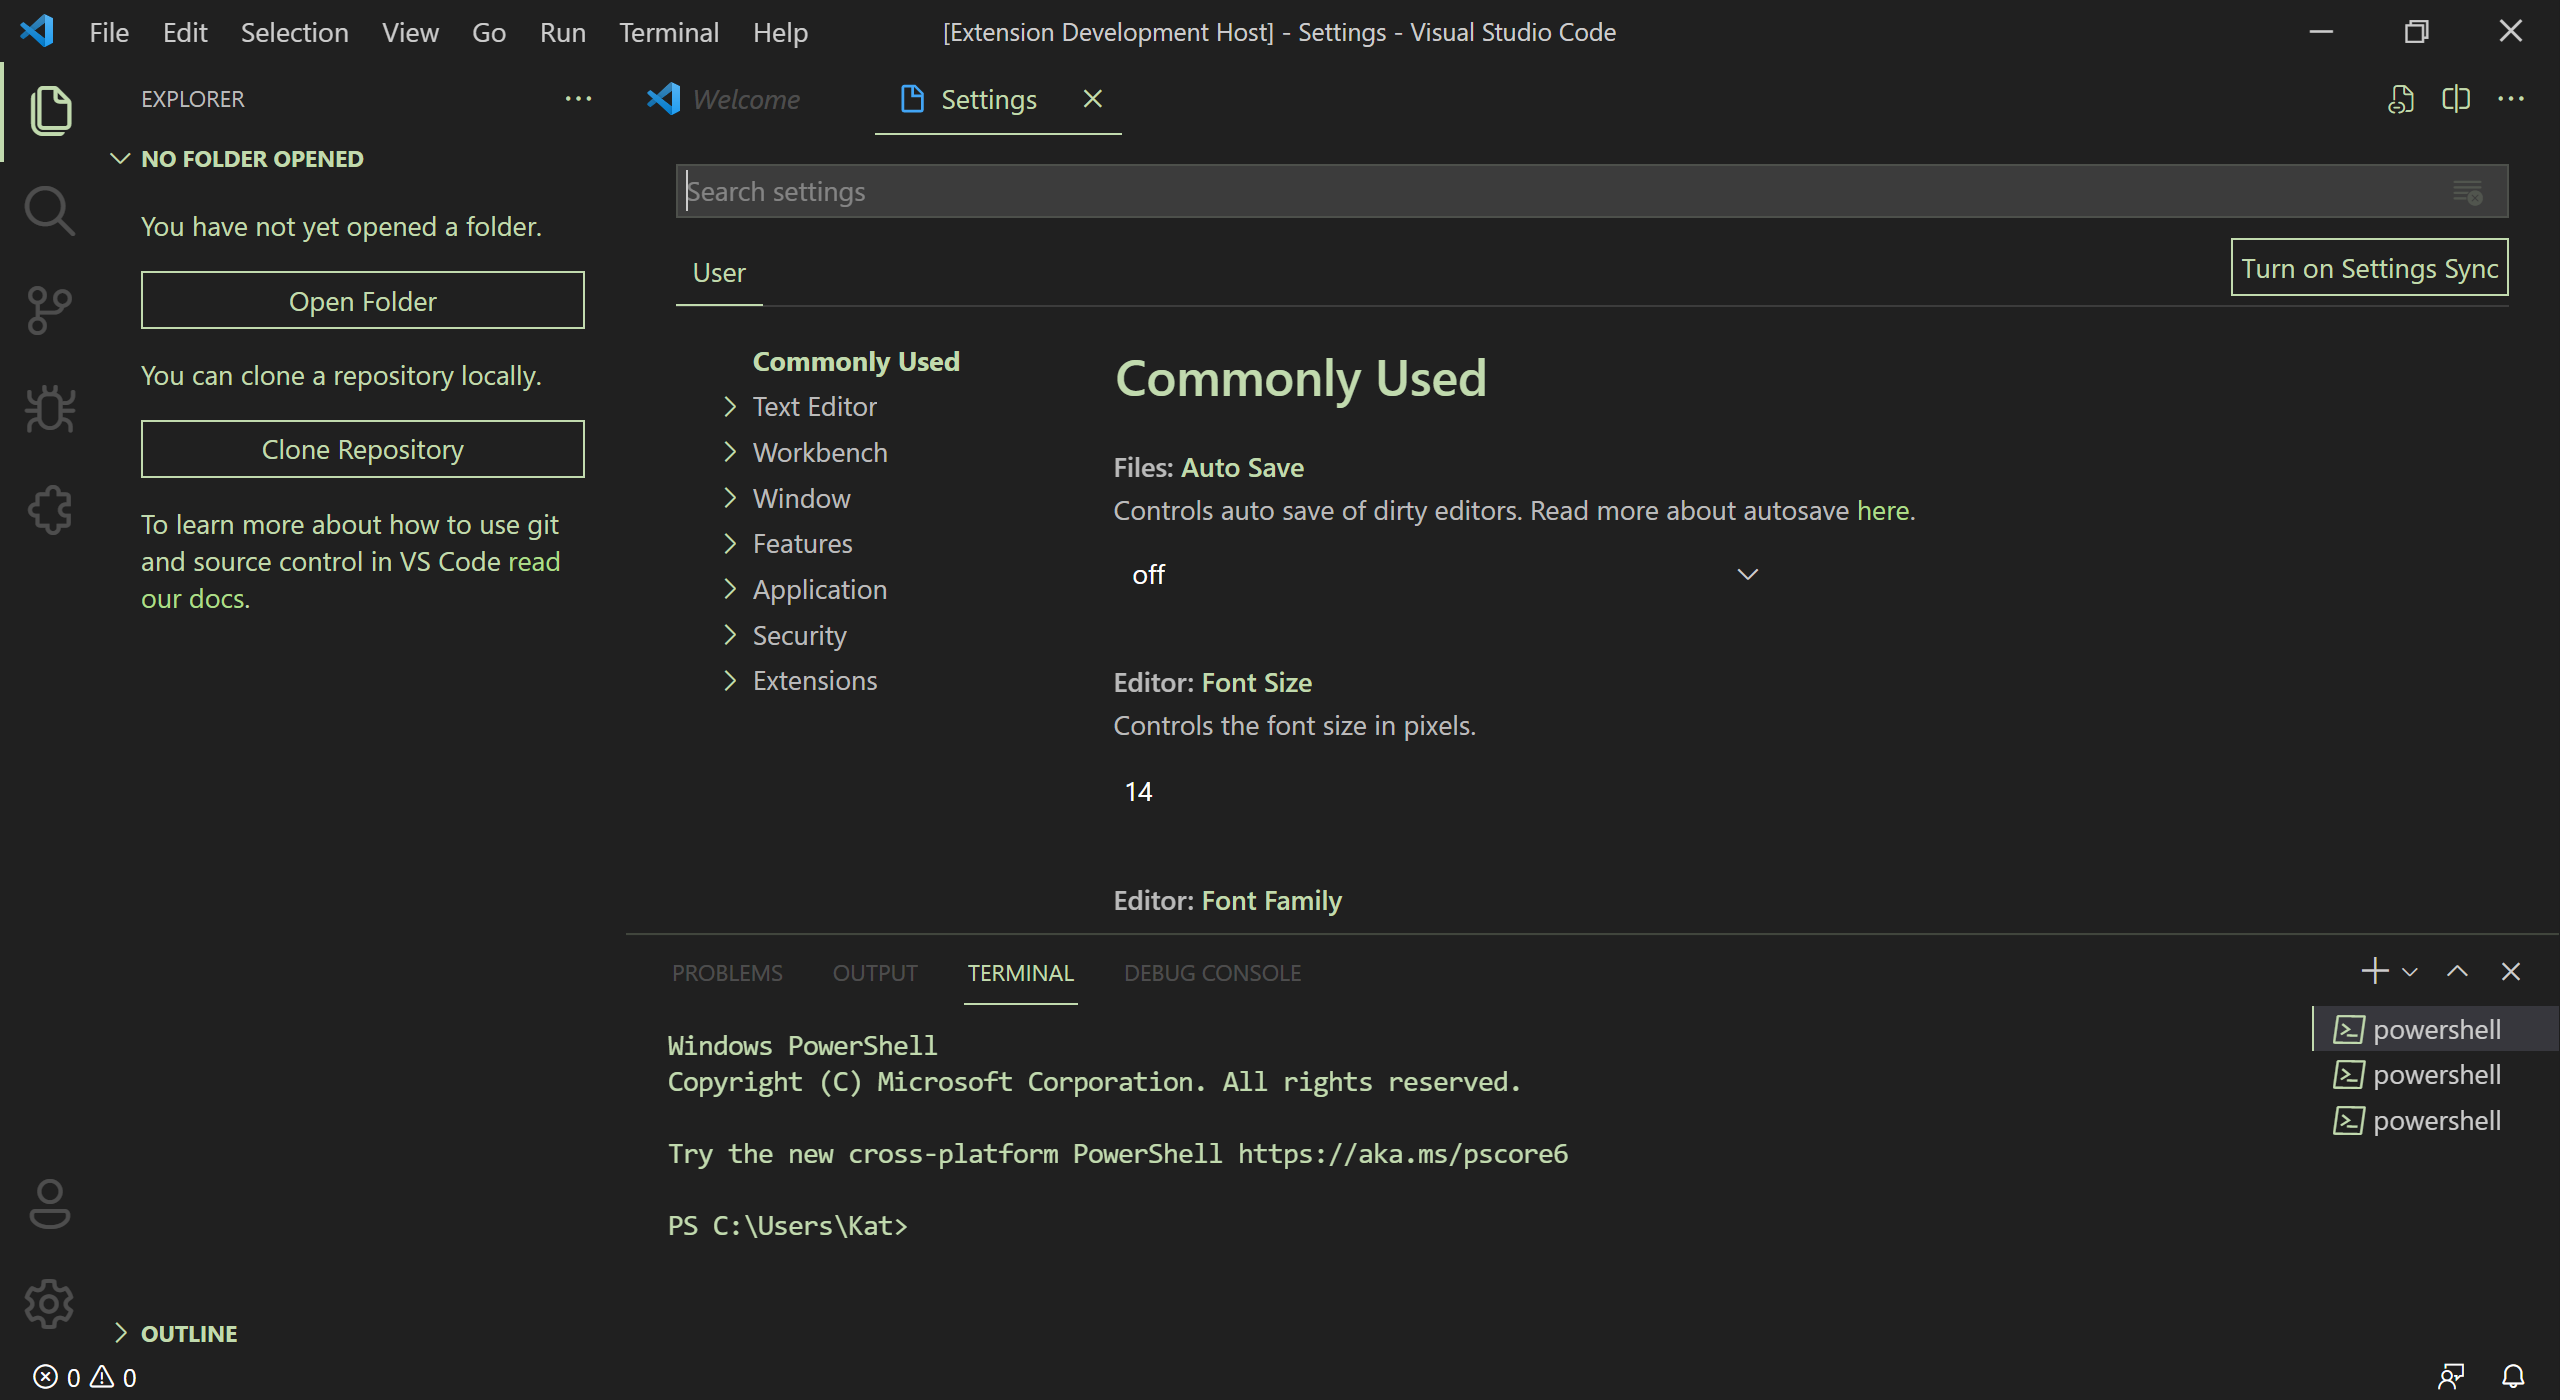 File Edit Selection View Go Run Terminal Help
[Extension Development Host] - Settings - Visual Studio Code
EXPLORER
NO FOLDER OPENED
You have not yet opened a folder.
Open Folder
You can clone a repository locally.
Clone Repository
To learn more about how to use git
and source control in VS Code read
our docs.
OUTLINE
Welcome
Settings
Search settings
User
Turn on Settings Sync
Commonly Used
Text Editor
Workbench
Window
Features
Application
Security
Extensions
Commonly Used
Files: Auto Save
Controls auto save of dirty editors. Read more about autosave here.
off
Editor: Font Size
Controls the font size in pixels.
14
Editor: Font Family
PROBLEMS OUTPUT TERMINAL DEBUG CONSOLE
Windows PowerShell
Copyright (C) Microsoft Corporation. All rights reserved.
Try the new cross-platform PowerShell https://aka.ms/pscore6
PS C:\Users\Kat>
powershell
powershell
powershell
0 0